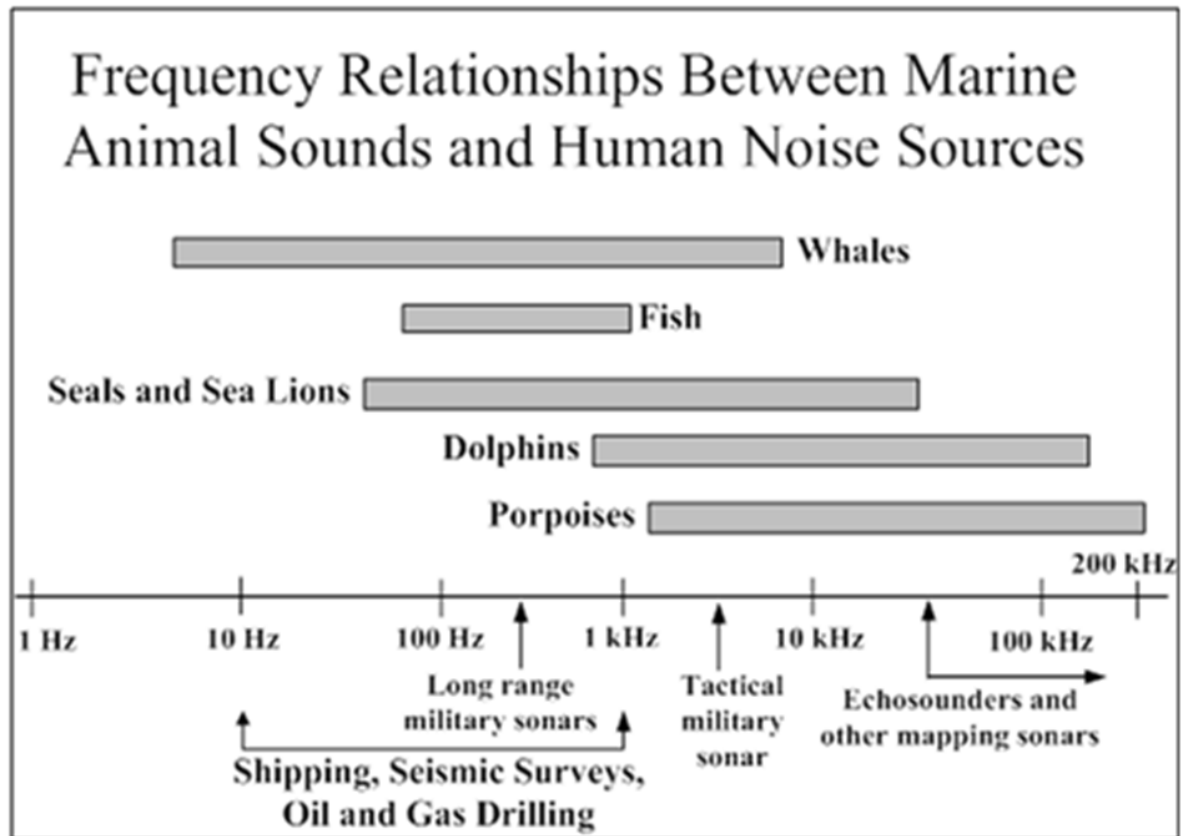 Frequency Relationships Between Marine
Animal Sounds and Human Noise Sources
Whales
Fish
Seals and Sea Lions
Dolphins
Porpoises
200 kHz
1 Hz
10 Hz
100 Hz
1 kHz
10 kHz
100 kHz
Long range
military sonars
Tactical
military
sonar
Echosounders and
other mapping sonars
Shipping, Seismic Surveys,
Oil and Gas Drilling